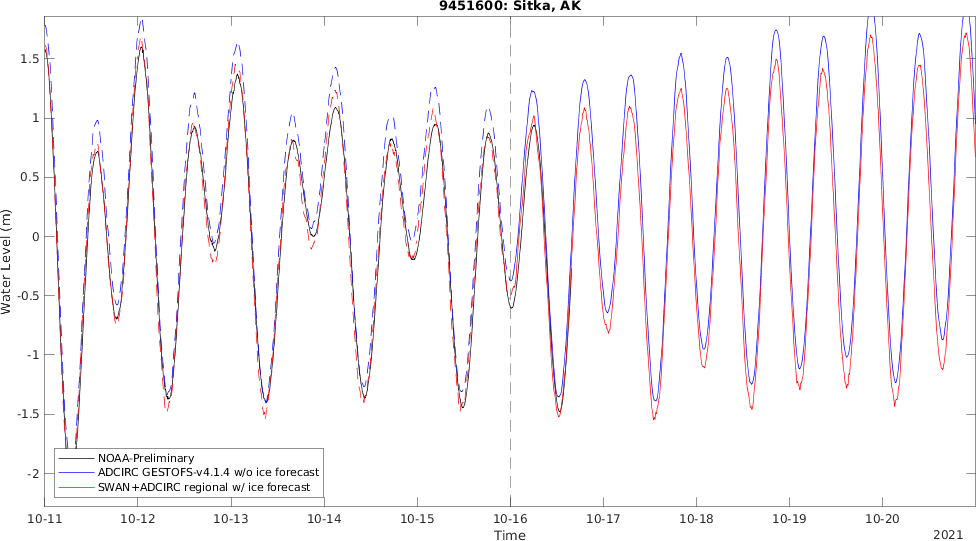 9451600: Sitka, AK
Water Level (m)
1.5
1
0.5
0
-0.5
-1
-1.5
-2
NOAA-Preliminary
ADCIRC GESTOFS-v4.1.4 w/o ice forecast
SWAN+ADCIRC regional w/ ice forecast
10-11 10-12 10-13 10-14 10-15 10-16 10-17 10-18 10-19 10-20
Time
2021